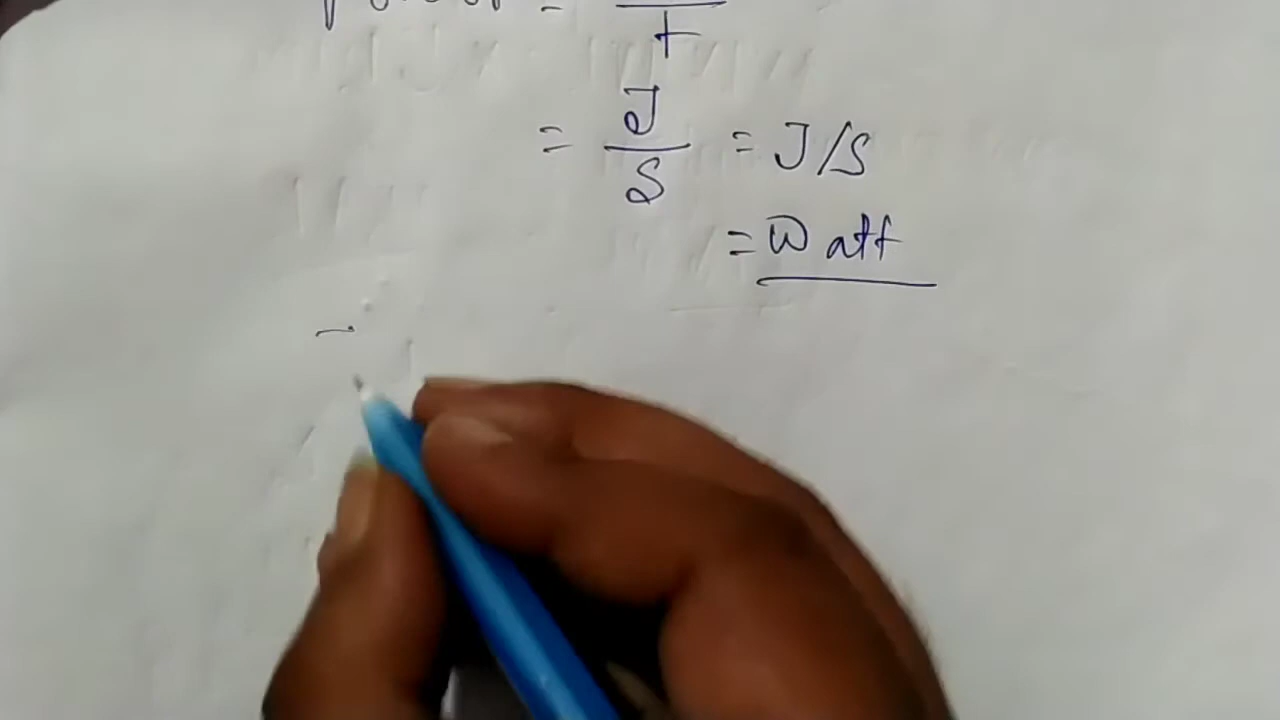 = — t
= J/S = J/S
= Watt